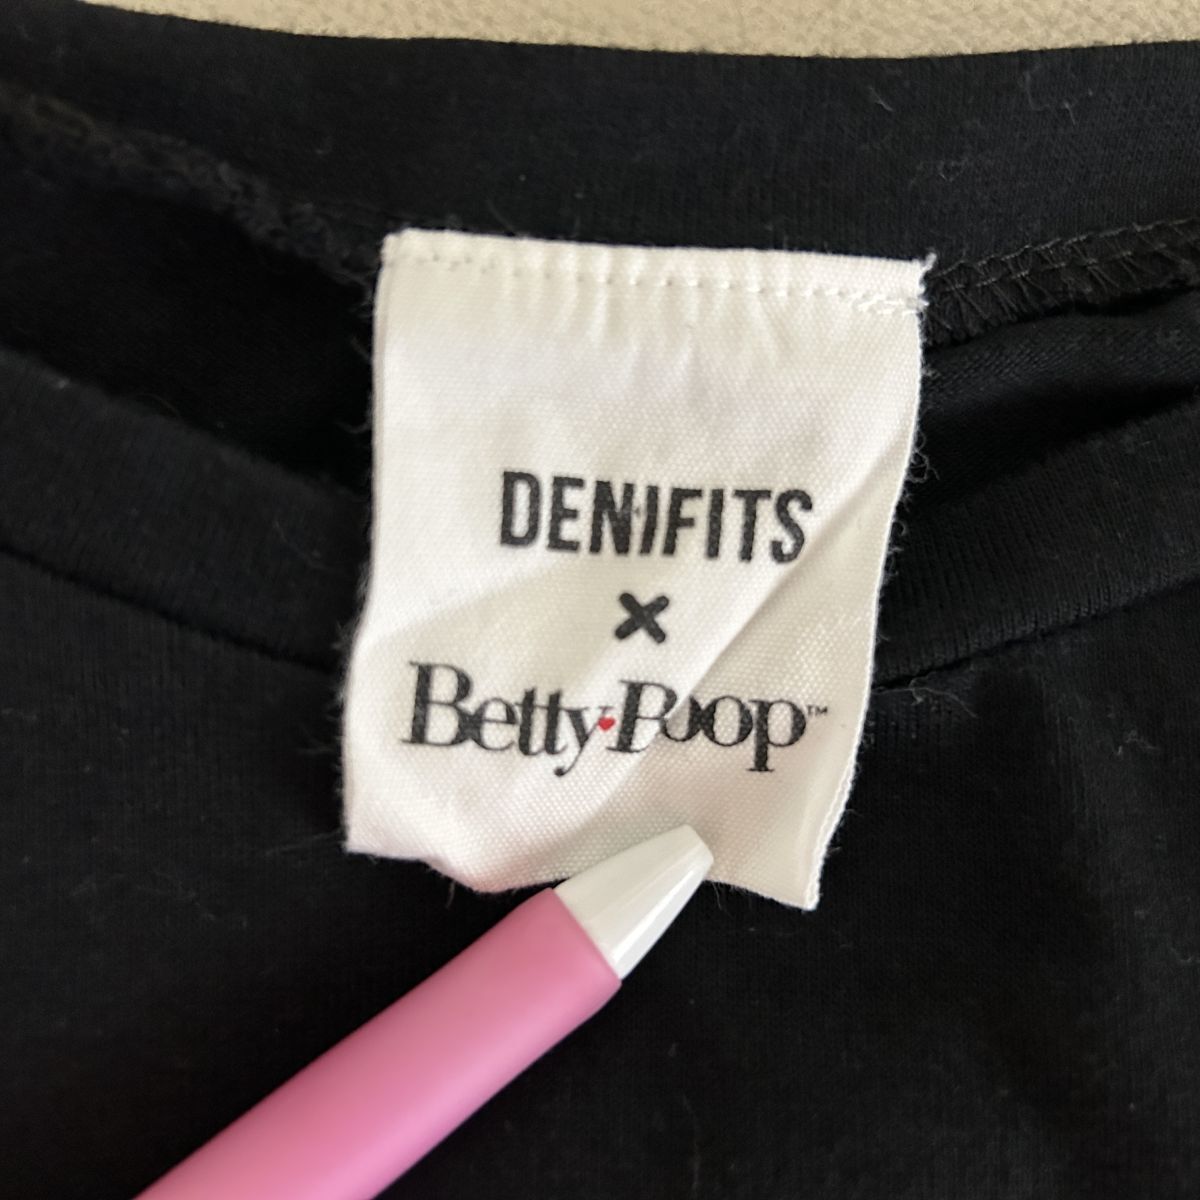 DENIFITS
×
Betty♥Boop™